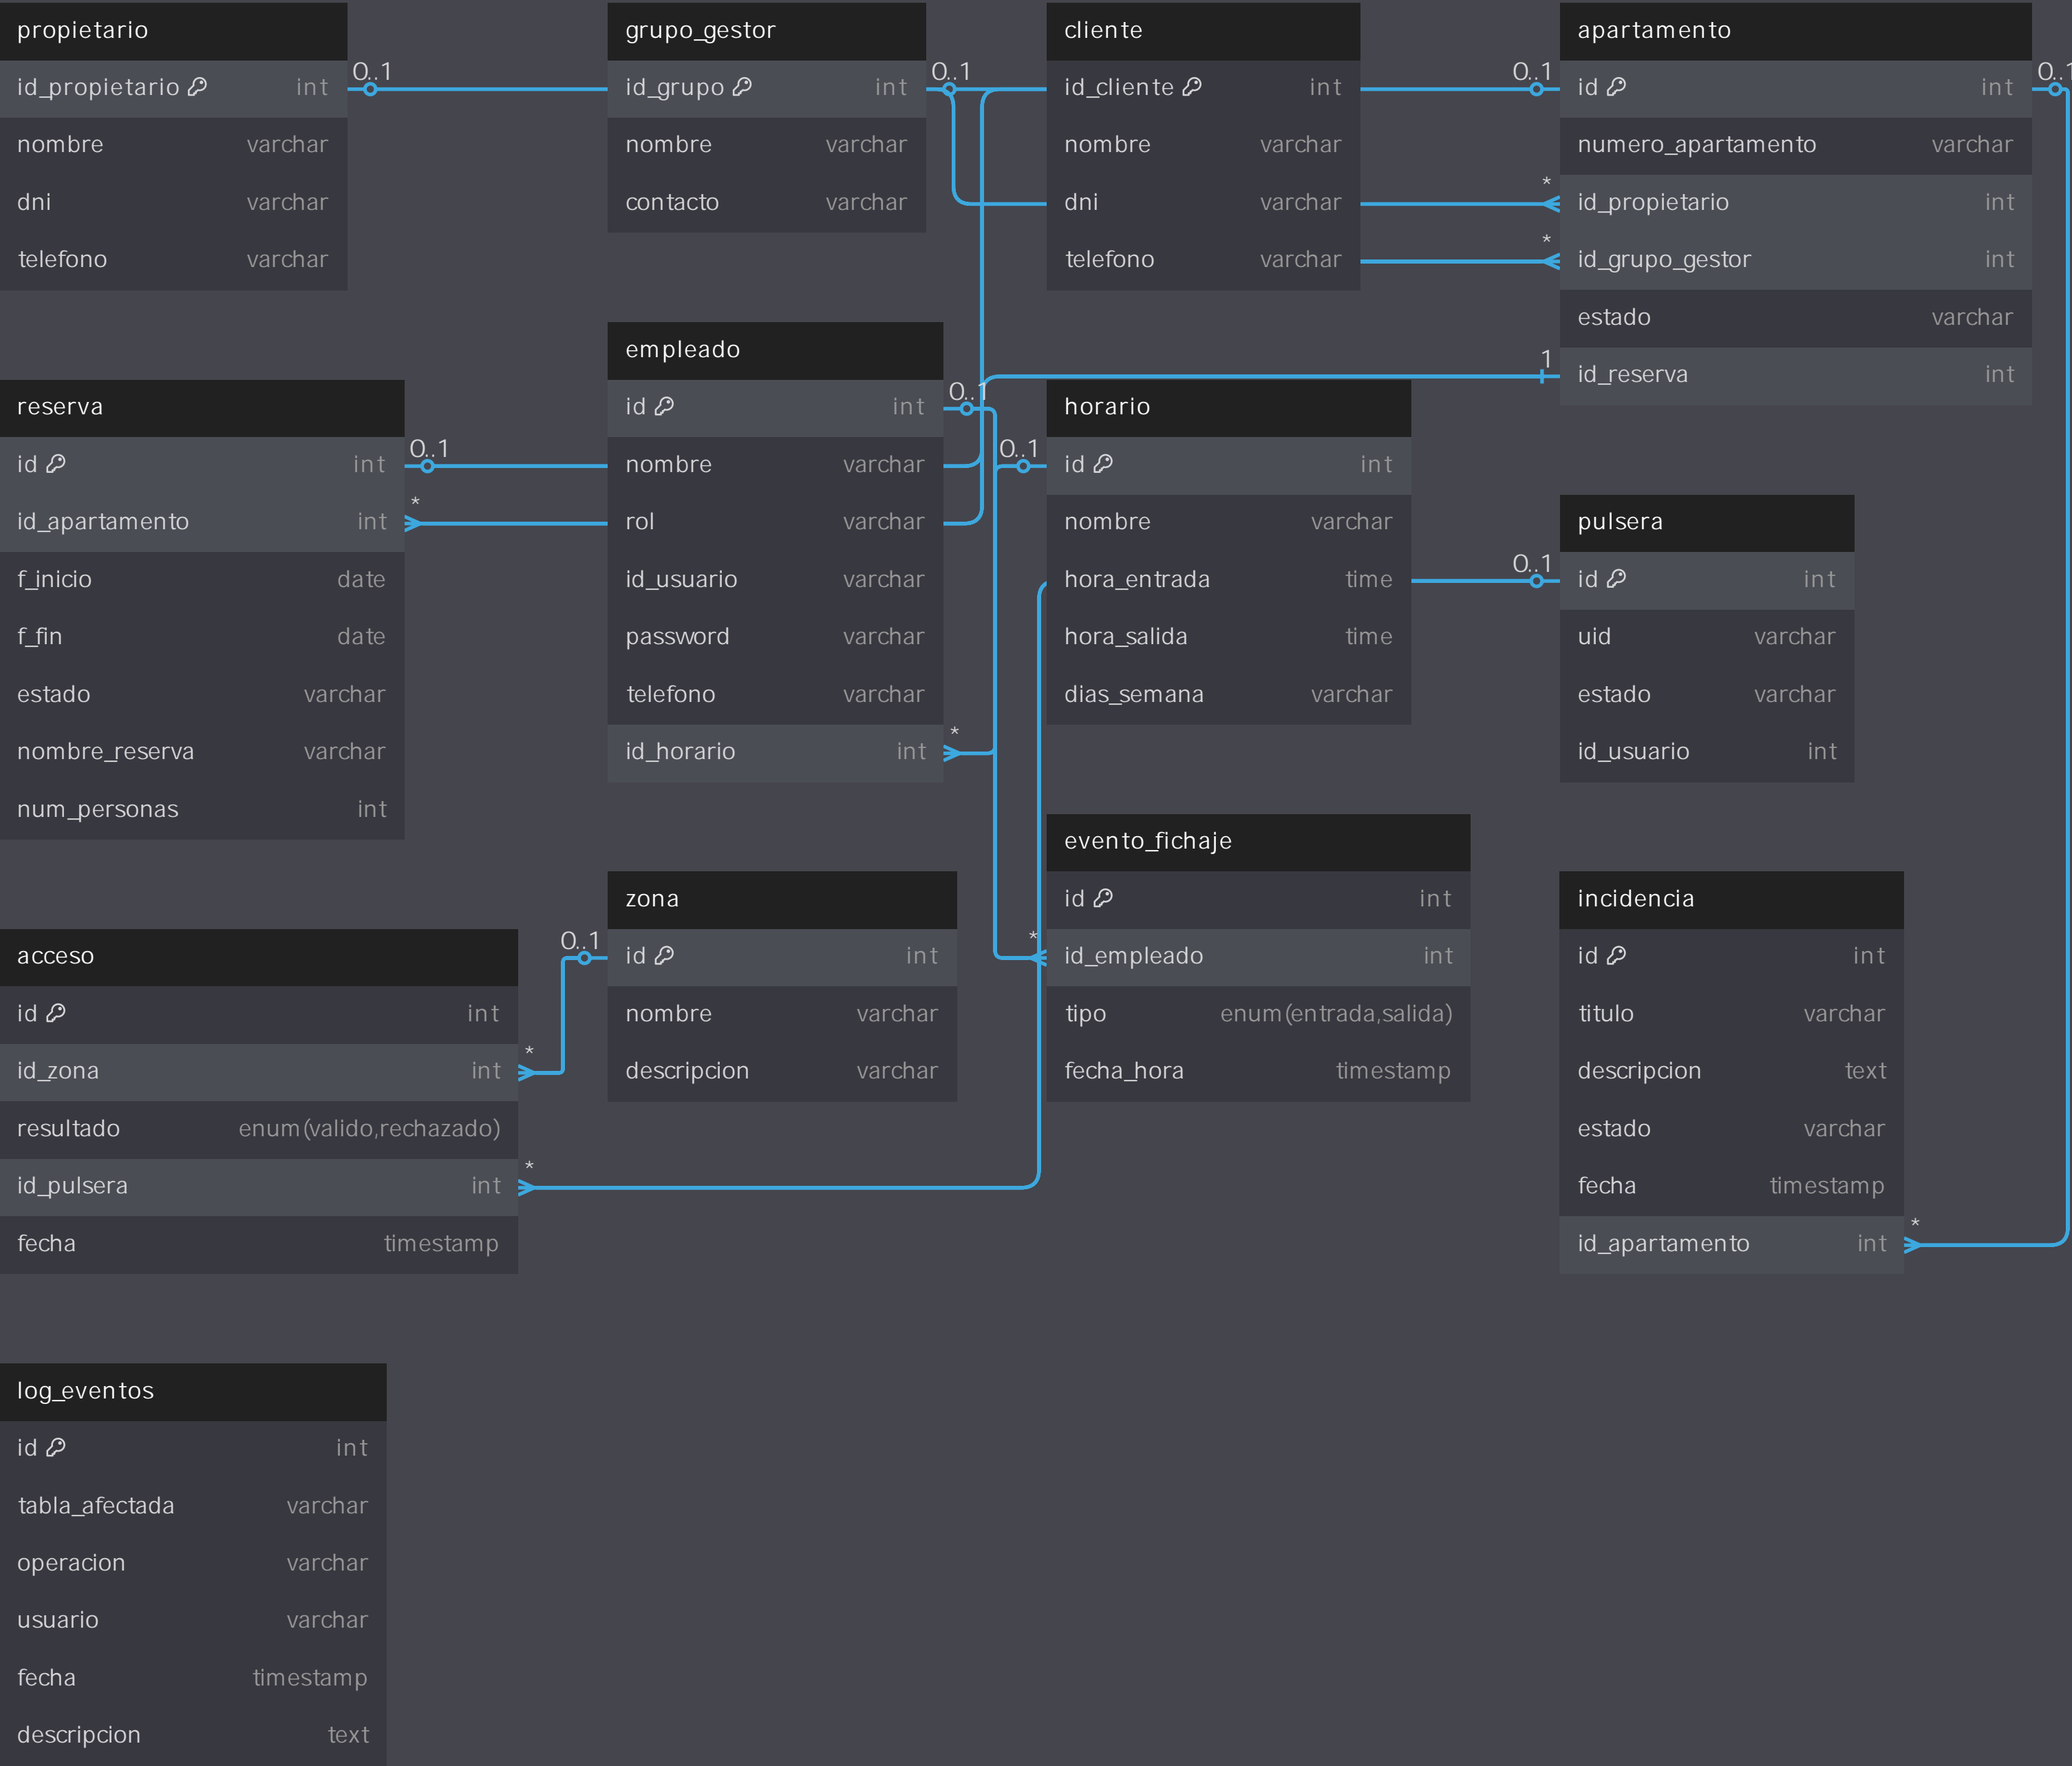 propietario
id_propietario int
nombre varchar
dni varchar
telefono varchar
0..1
grupo_gestor
id_grupo int
nombre varchar
contacto varchar
0..1
cliente
id_cliente int
nombre varchar
dni varchar
telefono varchar
0..1
apartamento
id int
numero_apartamento varchar
* id_propietario int
* id_grupo_gestor int
estado varchar
1 id_reserva int
0..1
reserva
id int
id_apartamento int
f_inicio date
f_fin date
estado varchar
nombre_reserva varchar
num_personas int
0..1
*
empleado
id int
nombre varchar
rol varchar
id_usuario varchar
password varchar
telefono varchar
id_horario int
0..1
*
0..1
horario
id int
nombre varchar
hora_entrada time
hora_salida time
dias_semana varchar
0..1
pulsera
id int
uid varchar
estado varchar
id_usuario int
acceso
id int
id_zona int
resultado enum(valido,rechazado)
id_pulsera int
fecha timestamp
*
*
0..1
zona
id int
nombre varchar
descripcion varchar
evento_fichaje
id int
* id_empleado int
tipo enum(entrada,salida)
fecha_hora timestamp
incidencia
id int
titulo varchar
descripcion text
estado varchar
fecha timestamp
id_apartamento int
*
log_eventos
id int
tabla_afectada varchar
operacion varchar
usuario varchar
fecha timestamp
descripcion text